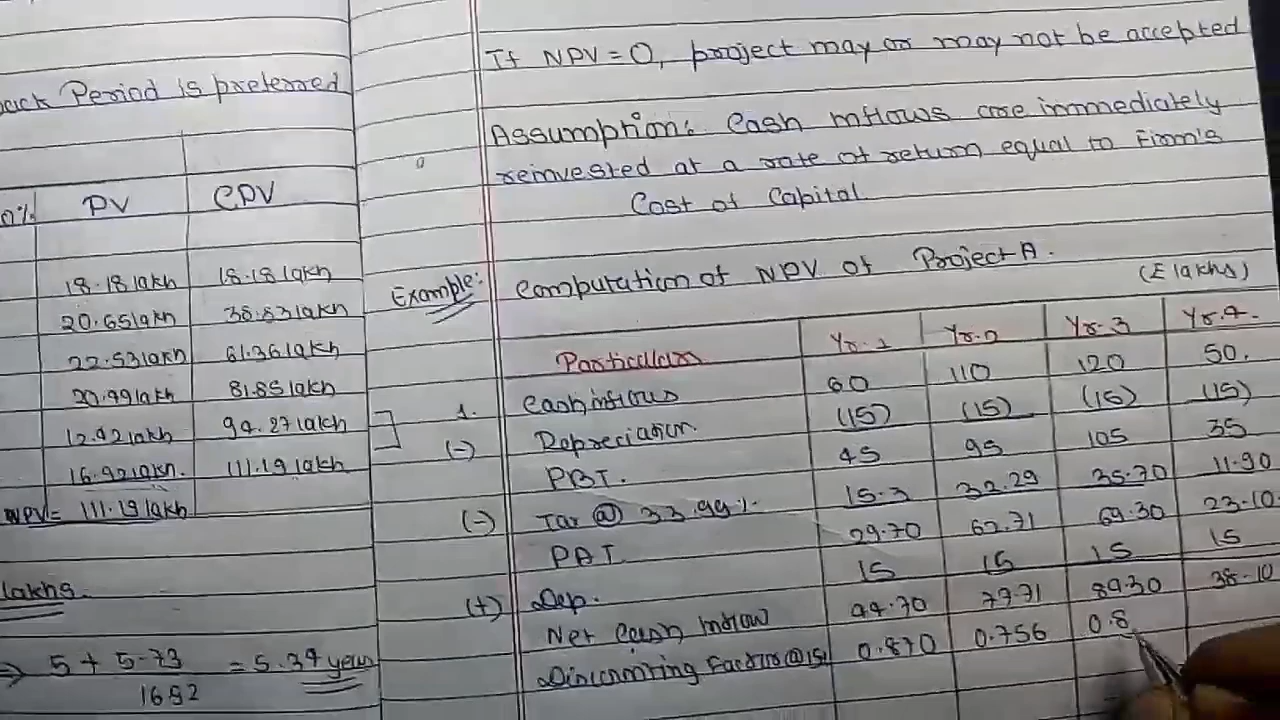 back Period is preferred
0% PV CPV
18.18 lakh 18.18 lakh
20.65 lakh 38.83 lakh
22.53 lakh 61.36 lakh
20.49 lakh 81.85 lakh
12.42 lakh 94.27 lakh
16.92 lakh. 111.19 lakh
NPV= 111.19 lakh
lakhs.
⇒ 5 + 5.73 = 5.34 years
1692
If NPV = 0, project may or may not be accepted
Assumption: Cash inflows are immediately
reinvested at a rate of return equal to Firm's
Cost of Capital
Example: Computation of NPV of Project A.
(₹ lakhs)
Particulars Yr.1 Yr.2 Yr.3 Yr.4.
1. Cash inflows 60 110 120 50.
(-) Depreciation. (15) (15) (15) (15)
PBT. 45 95 105 35
(-) Tax @ 33.99%. 15.3 32.29 35.70 11.90
PAT. 29.70 62.71 69.30 23.10
(+) Dep. 15 15 15 15
Net Cash Inflow 44.70 77.71 84.30 38.10
Discounting Factor @ 15% 0.870 0.756 0.8